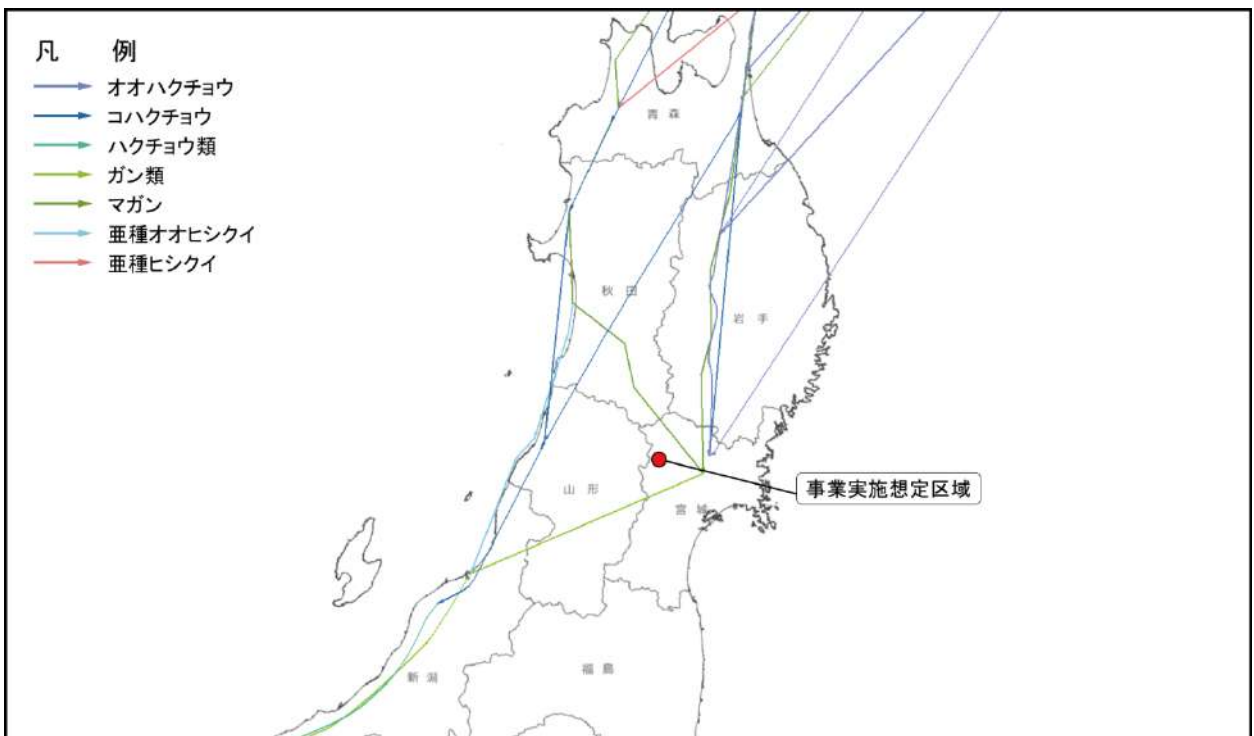 凡 例
オオハクチョウ
コハクチョウ
ハクチョウ類
ガン類
マガン
亜種オオヒシクイ
亜種ヒシクイ
青 森
秋 田
岩 手
山 形
宮 城
事業実施想定区域
新 潟
福 島